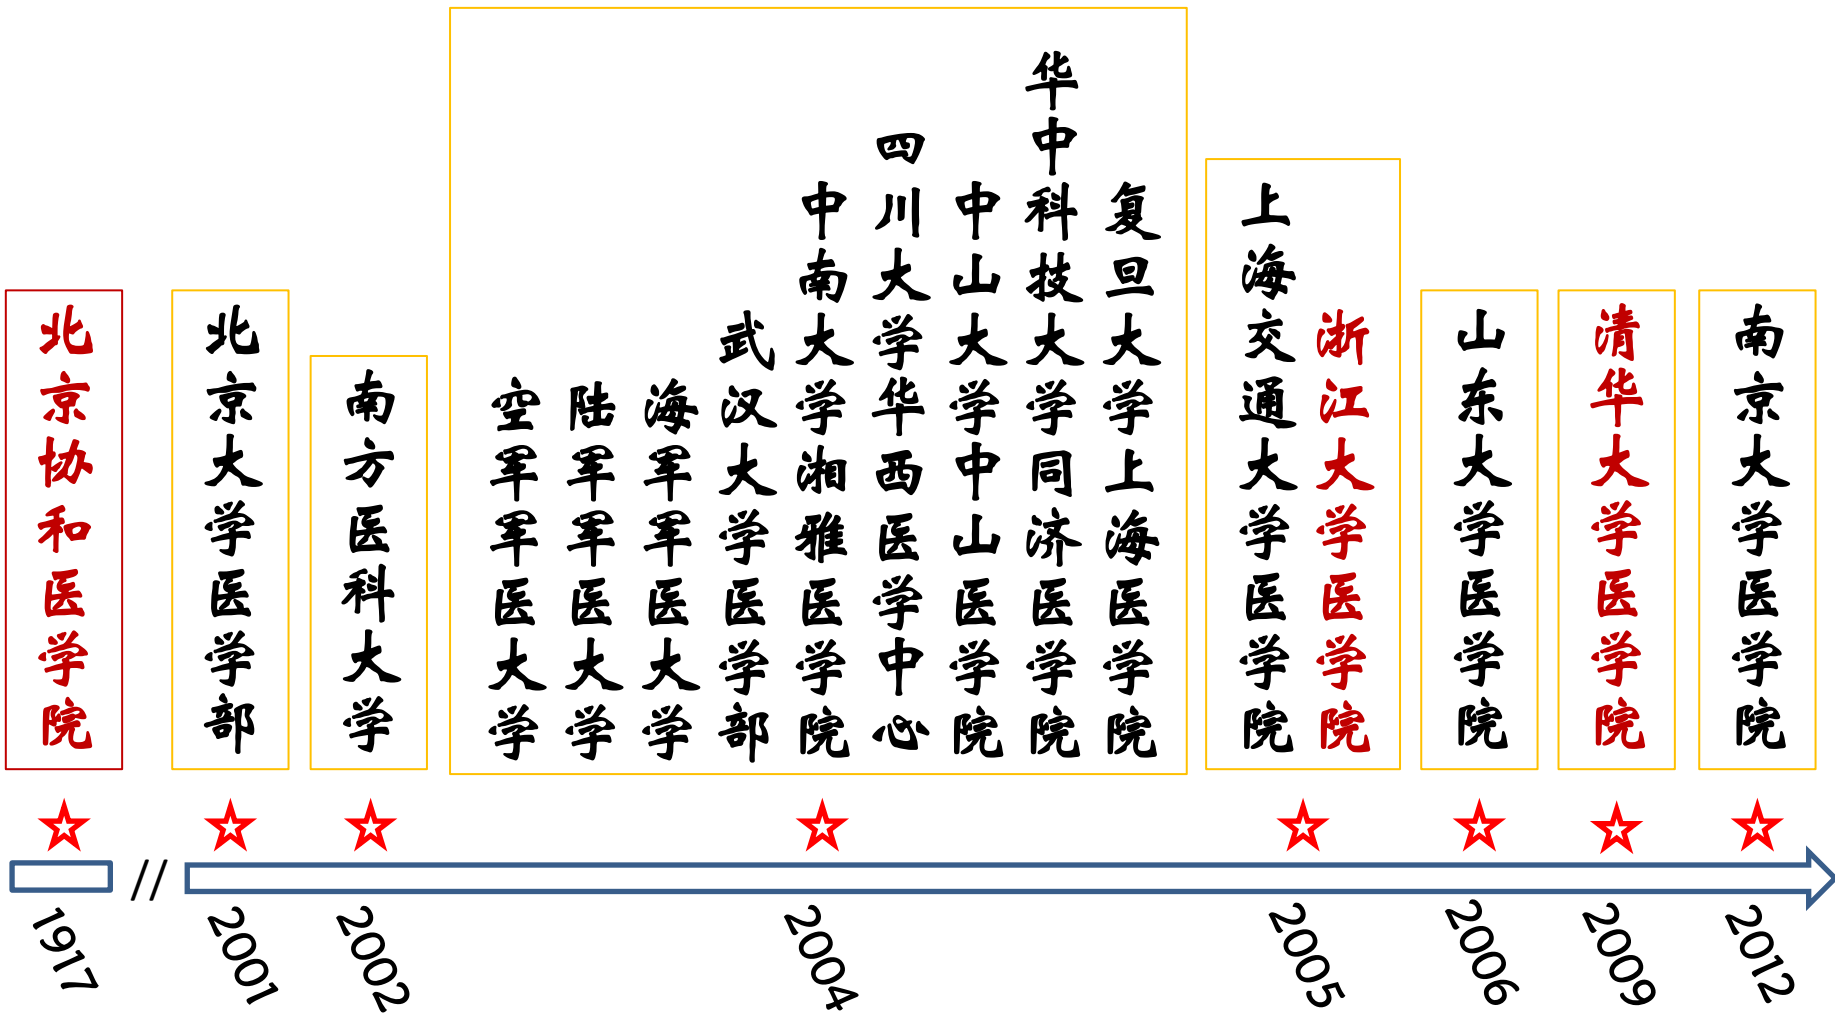 北京协和医学院
北京大学医学部
南方医科大学
空军军医大学
陆军军医大学
海军军医大学
武汉大学医学部
中南大学湘雅医学院
四川大学华西医学中心
中山大学中山医学院
华中科技大学同济医学院
复旦大学上海医学院
上海交通大学医学院
浙江大学医学院
山东大学医学院
清华大学医学院
南京大学医学院
//
1917
2001
2002
2004
2005
2006
2009
2012